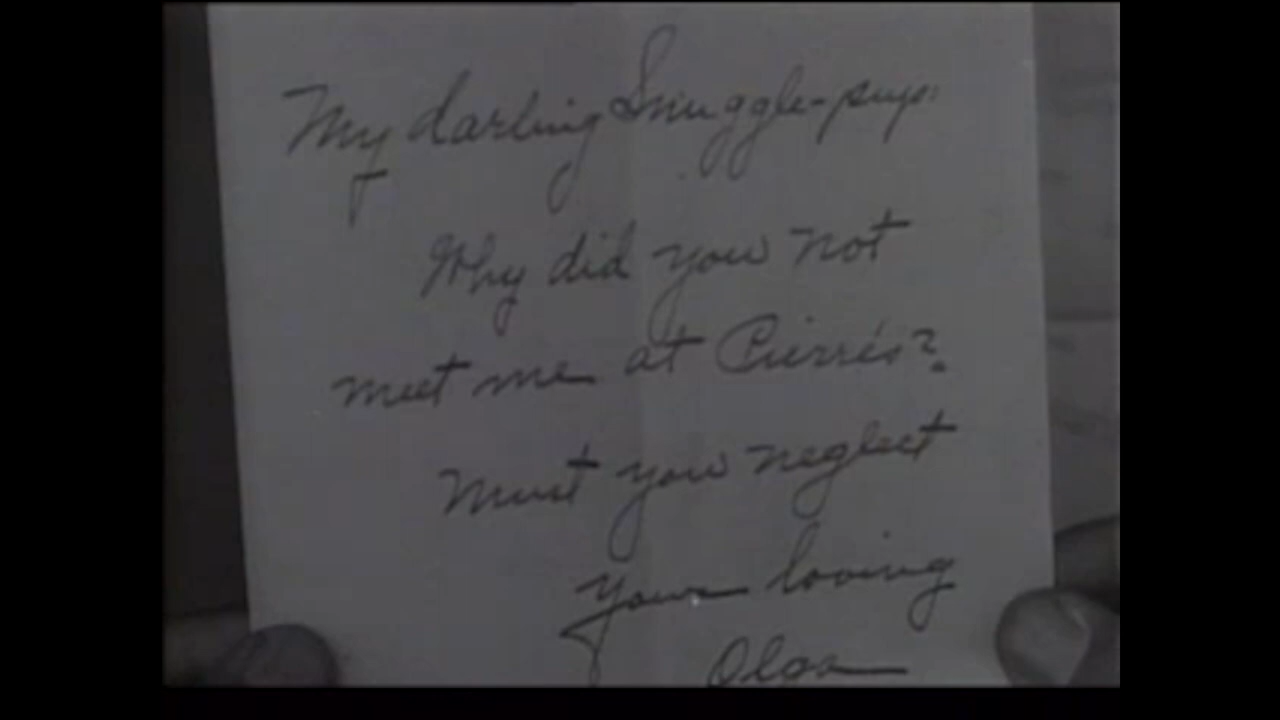 My darling Snuggle-pup:
Why did you not
meet me at Pierre's?
Must you neglect
your loving
Olga